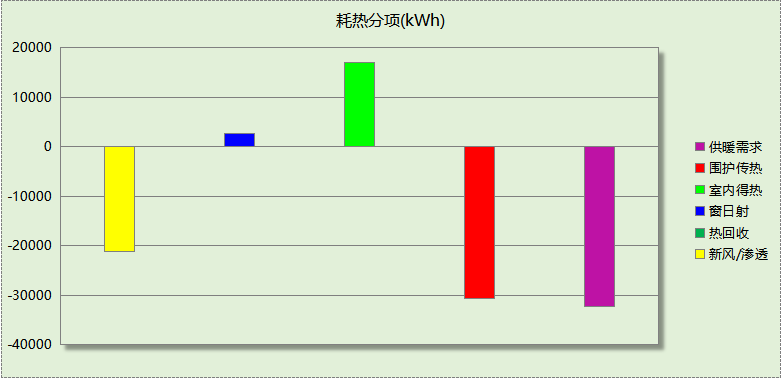 耗热分项(kWh)
20000
10000
0
-10000
-20000
-30000
-40000
供暖需求
围护传热
室内得热
窗日射
热回收
新风/渗透